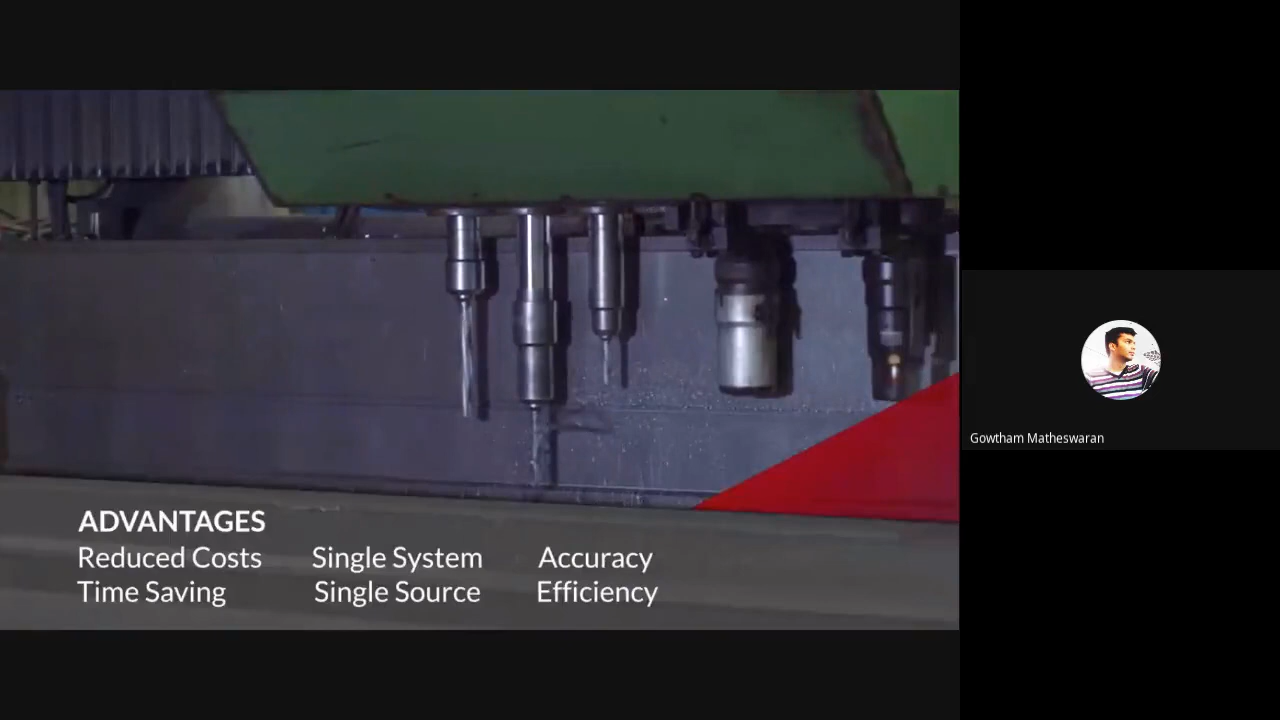 ADVANTAGES
Reduced Costs Single System Accuracy
Time Saving Single Source Efficiency
Gowtham Matheswaran